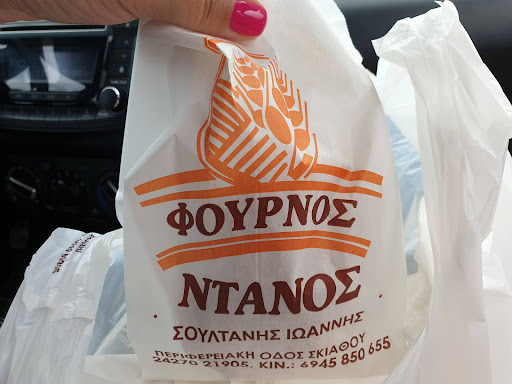 ΦΟΥΡΝΟΣ
ΝΤΑΝΟΣ
ΣΟΥΛΤΑΝΗΣ ΙΩΑΝΝΗΣ
ΠΕΡΙΦΕΡΕΙΑΚΗ ΟΔΟΣ ΣΚΙΑΘΟΥ
24270 21905, ΚΙΝ.: 6945 850 655